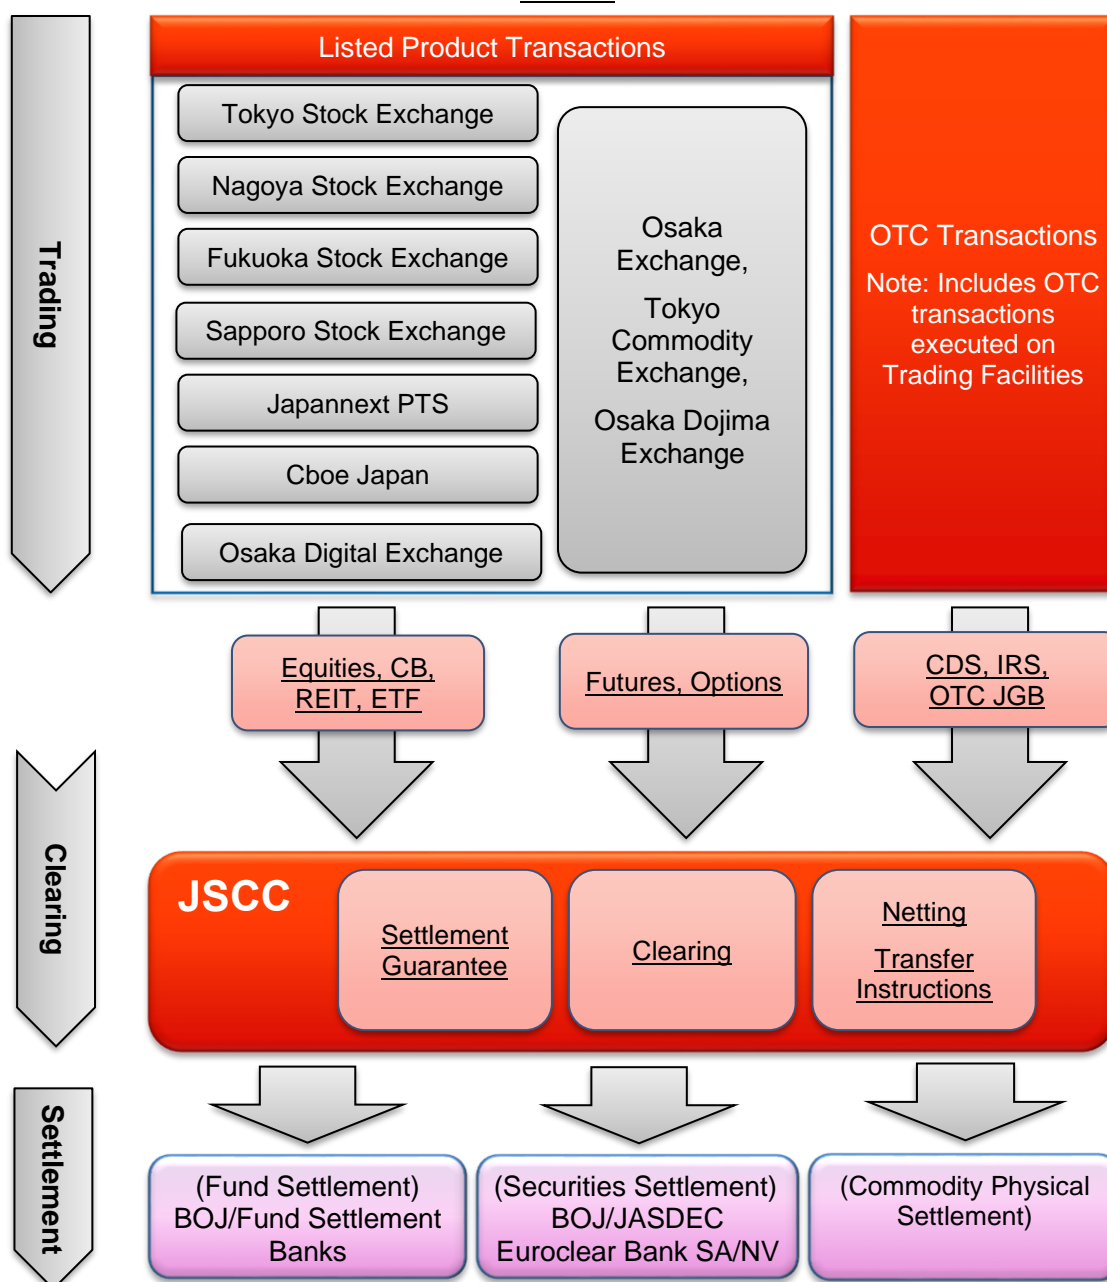 Trading
Listed Product Transactions
Tokyo Stock Exchange
Nagoya Stock Exchange
Fukuoka Stock Exchange
Sapporo Stock Exchange
Japannext PTS
Cboe Japan
Osaka Digital Exchange
Osaka
Exchange,
Tokyo
Commodity
Exchange,
Osaka Dojima
Exchange
OTC Transactions
Note: Includes OTC
transactions
executed on
Trading Facilities
Equities, CB,
REIT, ETF
Futures, Options
CDS, IRS,
OTC JGB
Clearing
JSCC
Settlement
Guarantee
Clearing
Netting
Transfer
Instructions
Settlement
(Fund Settlement)
BOJ/Fund Settlement
Banks
(Securities Settlement)
BOJ/JASDEC
Euroclear Bank SA/NV
(Commodity Physical
Settlement)